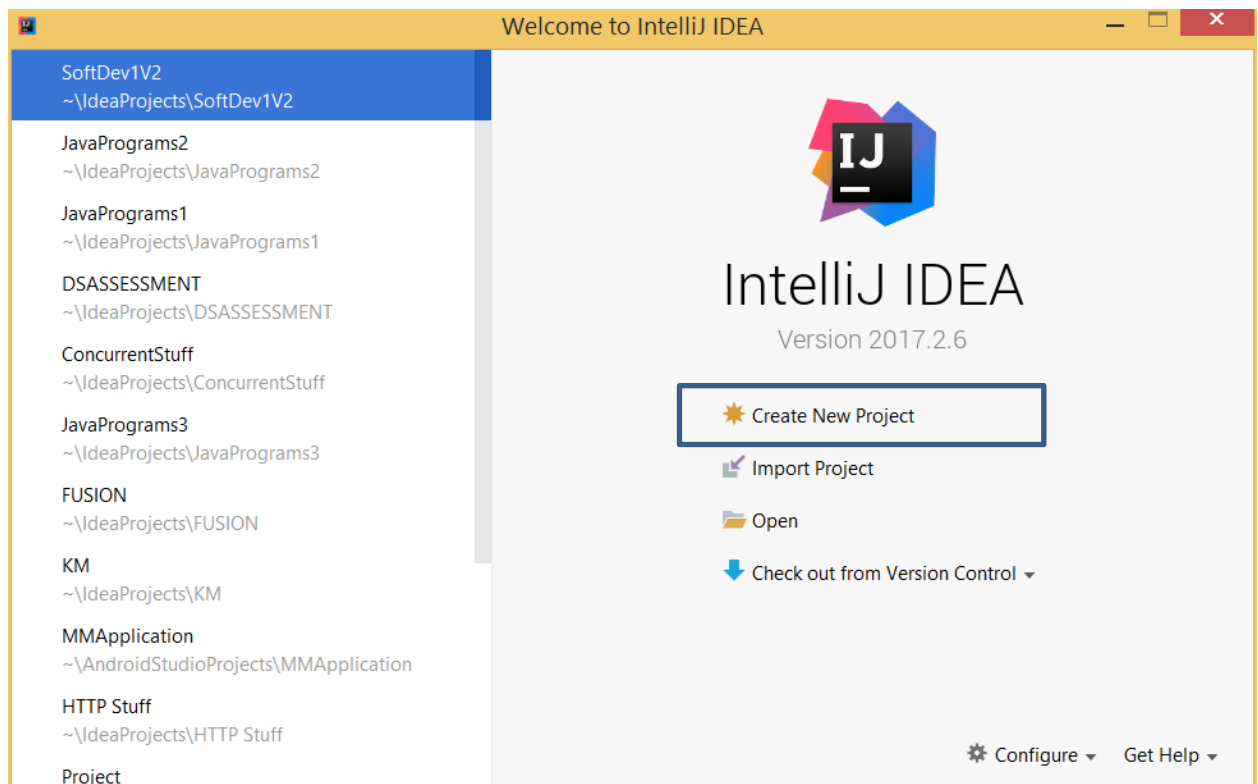 Welcome to IntelliJ IDEA
SoftDev1V2
~\IdeaProjects\SoftDev1V2
JavaPrograms2
~\IdeaProjects\JavaPrograms2
JavaPrograms1
~\IdeaProjects\JavaPrograms1
DSASSESSMENT
~\IdeaProjects\DSASSESSMENT
ConcurrentStuff
~\IdeaProjects\ConcurrentStuff
JavaPrograms3
~\IdeaProjects\JavaPrograms3
FUSION
~\IdeaProjects\FUSION
KM
~\IdeaProjects\KM
MMApplication
~\AndroidStudioProjects\MMApplication
HTTP Stuff
~\IdeaProjects\HTTP Stuff
Project
IJ
IntelliJ IDEA
Version 2017.2.6
Create New Project
Import Project
Open
Check out from Version Control
Configure
Get Help